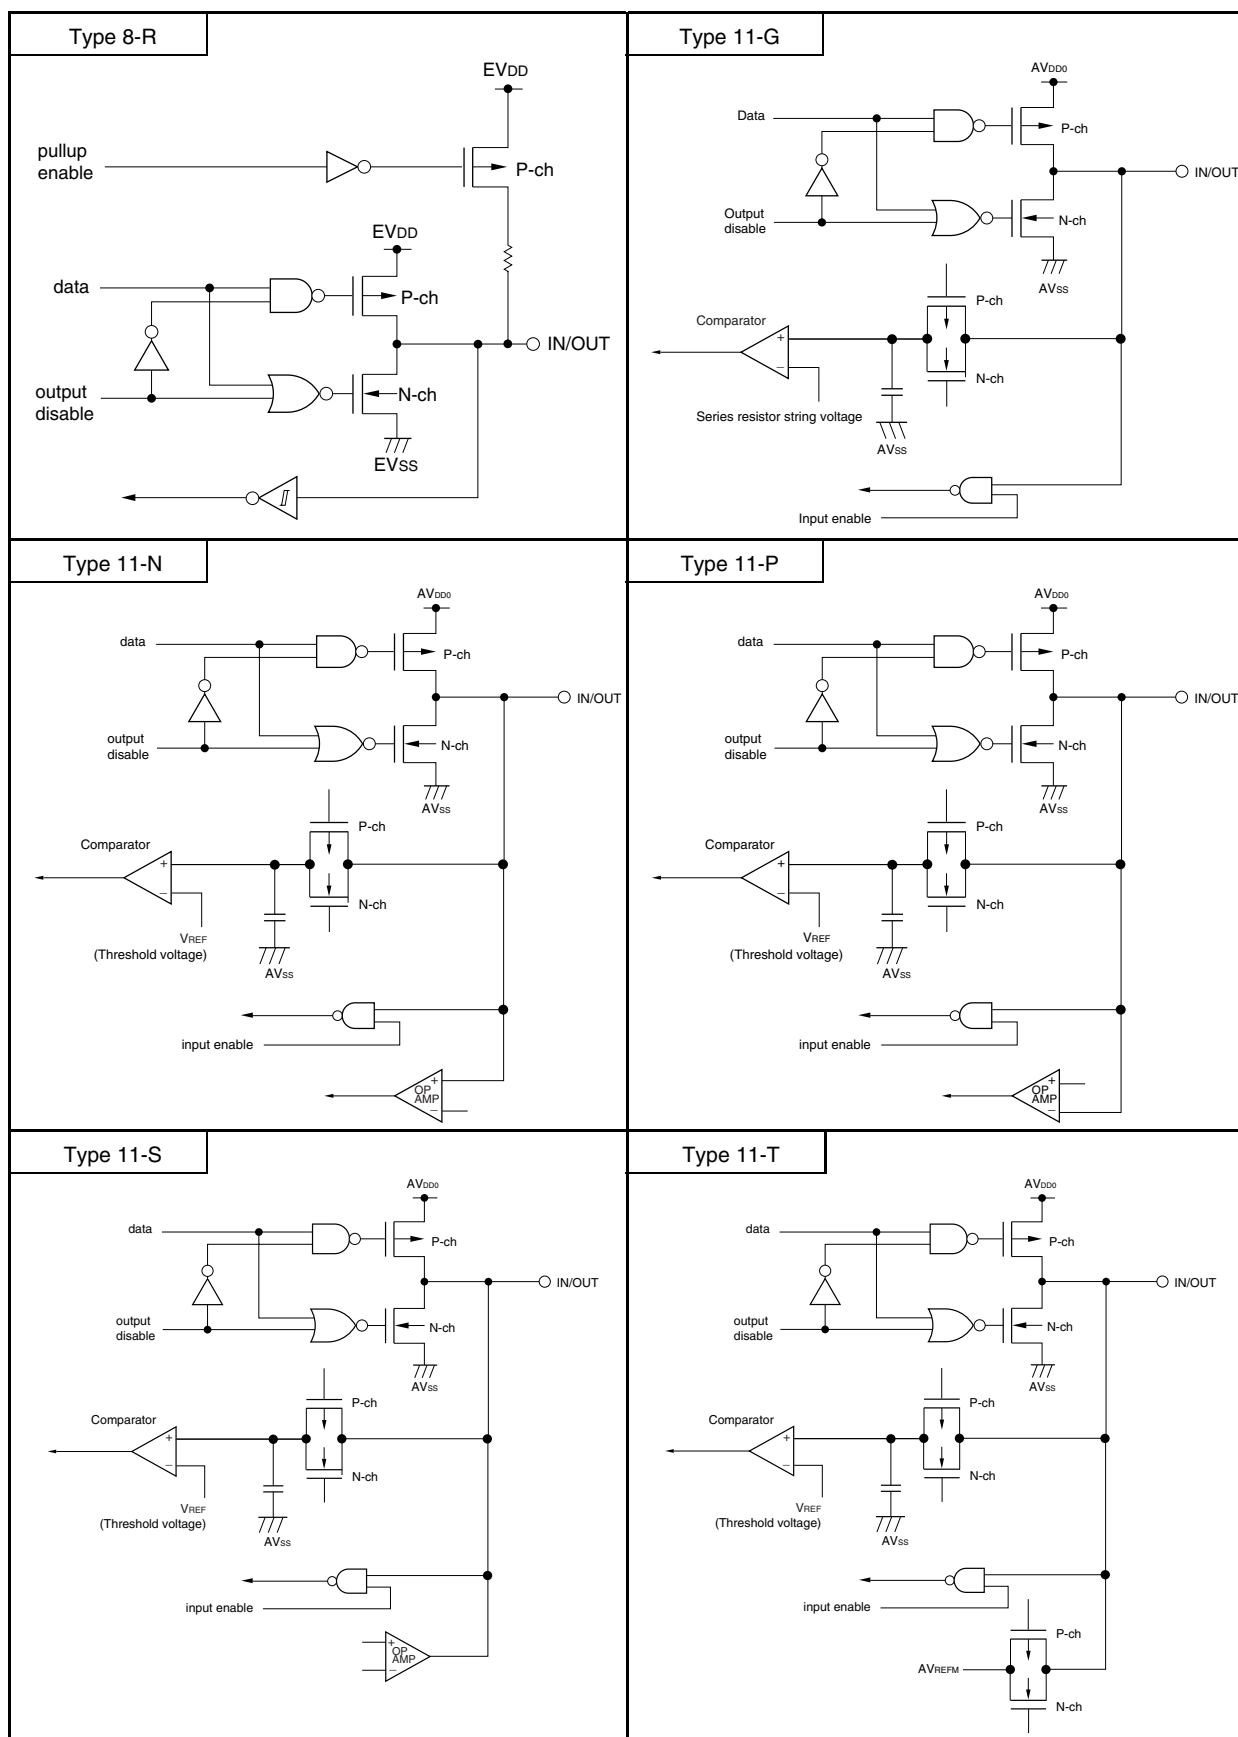 Type 8-R
EVDD
pullup
enable
P-ch
EVDD
data
P-ch
IN/OUT
output
disable
N-ch
EVSS
Type 11-G
AVDD0
Data
P-ch
IN/OUT
Output
disable
N-ch
AVSS
P-ch
Comparator
+
−
N-ch
Series resistor string voltage
AVSS
Input enable
Type 11-N
AVDD0
data
P-ch
IN/OUT
output
disable
N-ch
AVSS
P-ch
Comparator
+
−
N-ch
VREF
(Threshold voltage)
AVSS
input enable
+
OP
AMP
−
Type 11-P
AVDD0
data
P-ch
IN/OUT
output
disable
N-ch
AVSS
P-ch
Comparator
+
−
N-ch
VREF
(Threshold voltage)
AVSS
input enable
+
OP
AMP
−
Type 11-S
AVDD0
data
P-ch
IN/OUT
output
disable
N-ch
AVSS
P-ch
Comparator
+
−
N-ch
VREF
(Threshold voltage)
AVSS
input enable
+
OP
AMP
−
Type 11-T
AVDD0
data
P-ch
IN/OUT
output
disable
N-ch
AVSS
P-ch
Comparator
+
−
N-ch
VREF
(Threshold voltage)
AVSS
input enable
P-ch
AVREFM
N-ch